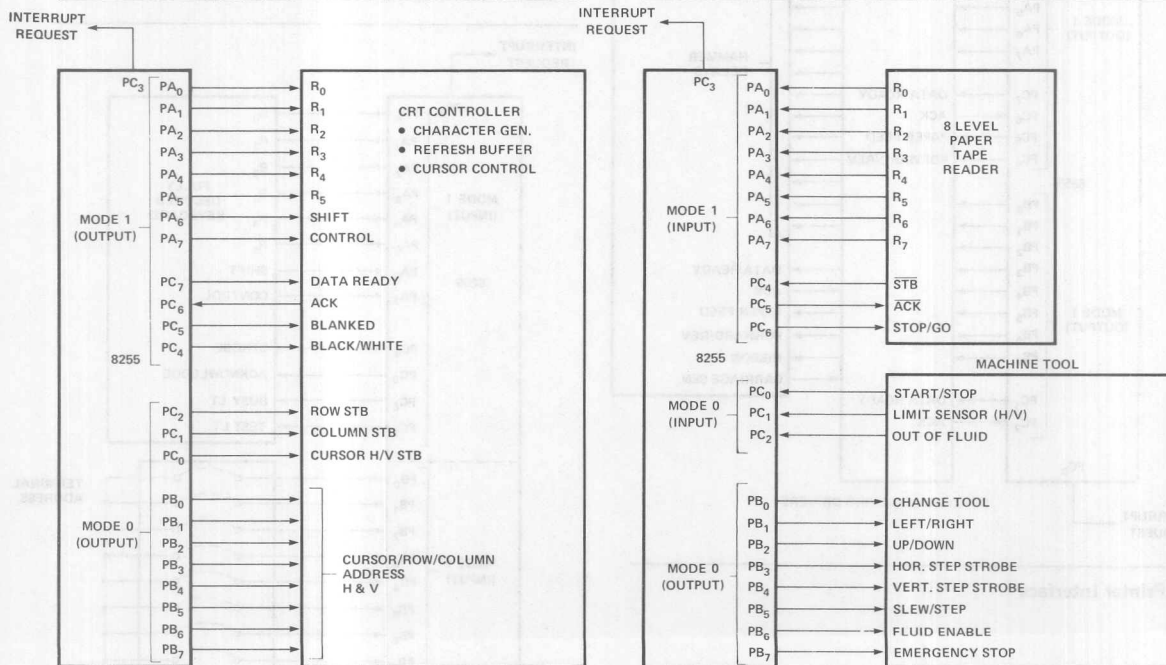 INTERRUPT
REQUEST
PC3
PA0
R0
PA1
R1
PA2
R2
PA3
R3
PA4
R4
PA5
R5
PA6
SHIFT
PA7
CONTROL
CRT CONTROLLER
• CHARACTER GEN.
• REFRESH BUFFER
• CURSOR CONTROL
MODE 1
(OUTPUT)
PC7
DATA READY
PC6
ACK
PC5
BLANKED
PC4
BLACK/WHITE
8255
PC2
ROW STB
PC1
COLUMN STB
PC0
CURSOR H/V STB
MODE 0
(OUTPUT)
PB0
PB1
PB2
PB3
PB4
PB5
PB6
PB7
CURSOR/ROW/COLUMN
ADDRESS
H & V
INTERRUPT
REQUEST
PC3
PA0
R0
PA1
R1
PA2
R2
PA3
R3
PA4
R4
PA5
R5
PA6
R6
PA7
R7
8 LEVEL
PAPER
TAPE
READER
MODE 1
(INPUT)
PC4
STB
PC5
ACK
PC6
STOP/GO
8255
MACHINE TOOL
MODE 0
(INPUT)
PC0
START/STOP
PC1
LIMIT SENSOR (H/V)
PC2
OUT OF FLUID
MODE 0
(OUTPUT)
PB0
CHANGE TOOL
PB1
LEFT/RIGHT
PB2
UP/DOWN
PB3
HOR. STEP STROBE
PB4
VERT. STEP STROBE
PB5
SLEW/STEP
PB6
FLUID ENABLE
PB7
EMERGENCY STOP